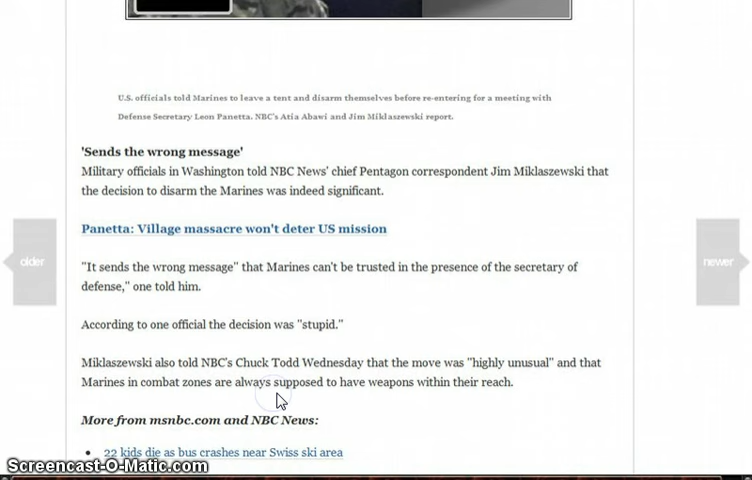 U.S. officials told Marines to leave a tent and disarm themselves before re-entering for a meeting with
Defense Secretary Leon Panetta. NBC's Atia Abawi and Jim Miklaszewski report.
'Sends the wrong message'
Military officials in Washington told NBC News' chief Pentagon correspondent Jim Miklaszewski that
the decision to disarm the Marines was indeed significant.
Panetta: Village massacre won't deter US mission
older
newer
"It sends the wrong message" that Marines can't be trusted in the presence of the secretary of
defense," one told him.
According to one official the decision was "stupid."
Miklaszewski also told NBC's Chuck Todd Wednesday that the move was "highly unusual" and that
Marines in combat zones are always supposed to have weapons within their reach.
More from msnbc.com and NBC News:
22 kids die as bus crashes near Swiss ski area
Screencast-O-Matic.com